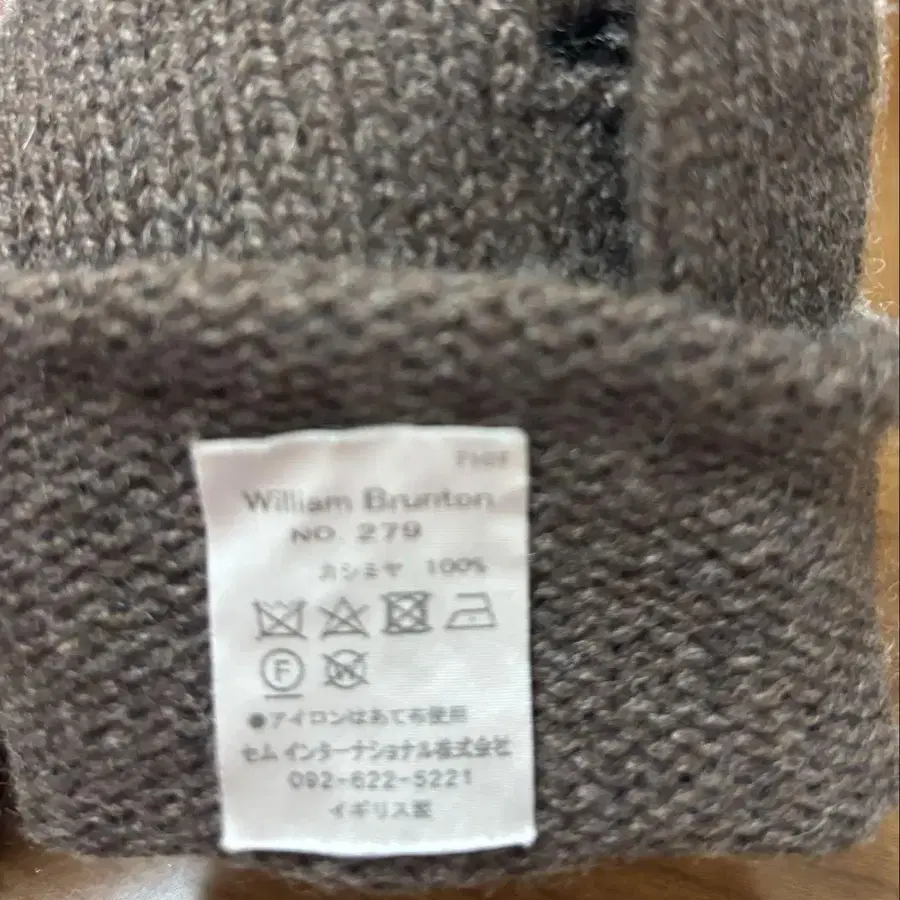 William Brunton
NO. 279
カシミヤ 100%
F
W
●アイロンはあて布使用
セムインターナショナル株式会社
092-622-5221
イギリス製